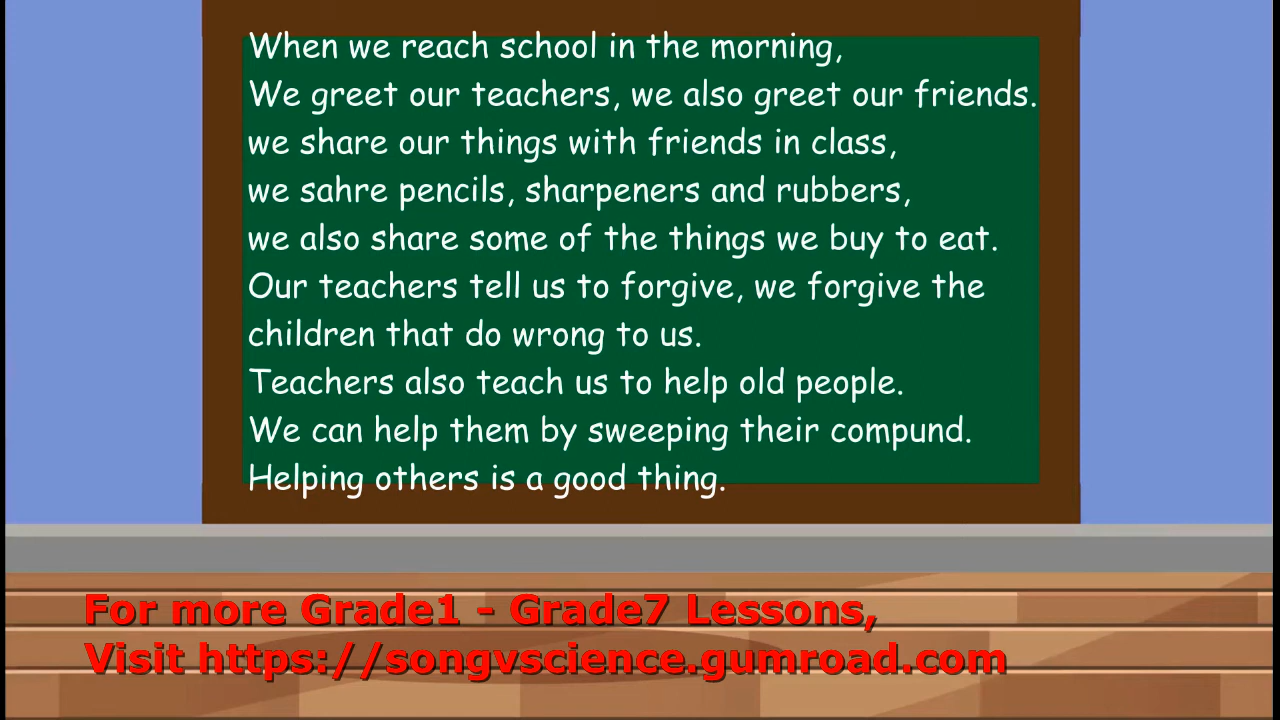 When we reach school in the morning,
We greet our teachers, we also greet our friends.
we share our things with friends in class,
we sahre pencils, sharpeners and rubbers,
we also share some of the things we buy to eat.
Our teachers tell us to forgive, we forgive the
children that do wrong to us.
Teachers also teach us to help old people.
We can help them by sweeping their compund.
Helping others is a good thing.
For more Grade1 - Grade7 Lessons,
Visit https://songvscience.gumroad.com